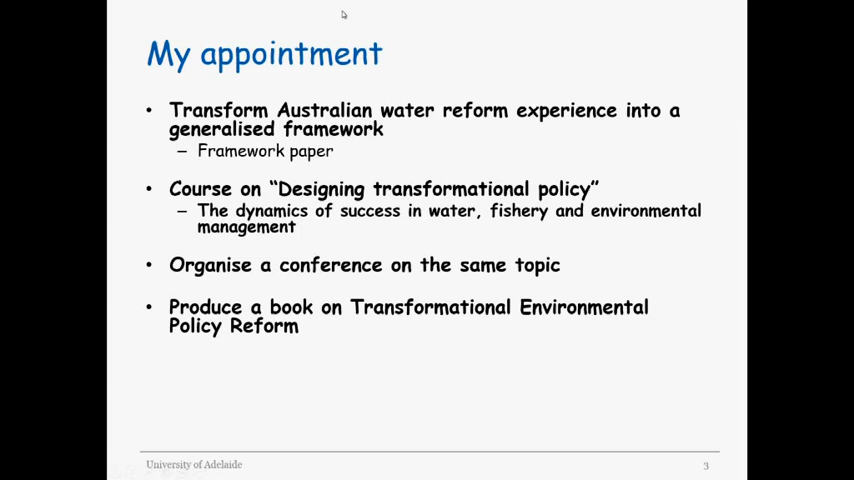 My appointment
• Transform Australian water reform experience into a
generalised framework
– Framework paper
• Course on “Designing transformational policy”
– The dynamics of success in water, fishery and environmental
management
• Organise a conference on the same topic
• Produce a book on Transformational Environmental
Policy Reform
University of Adelaide
3